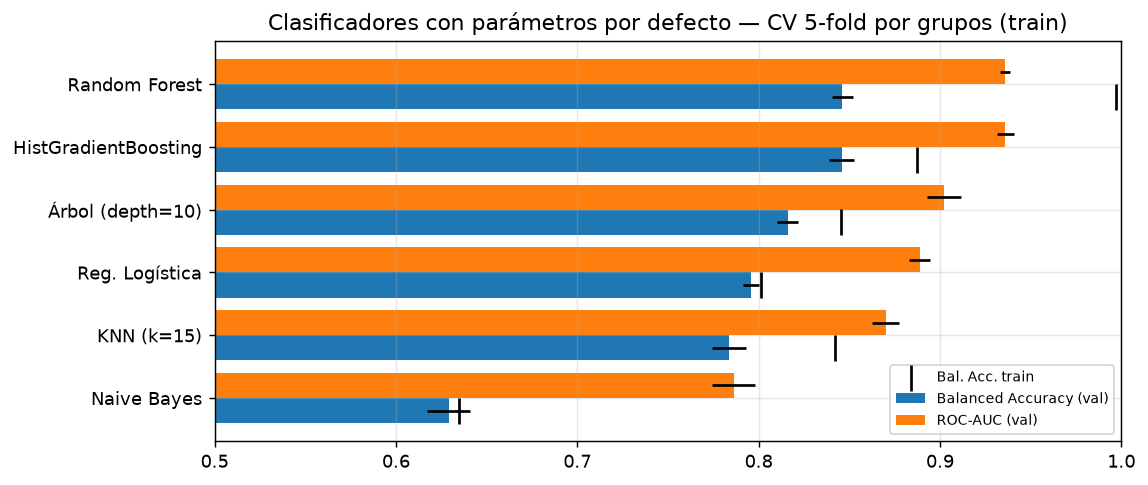 Clasificadores con parámetros por defecto — CV 5-fold por grupos (train)
Random Forest
HistGradientBoosting
Árbol (depth=10)
Reg. Logística
KNN (k=15)
Naive Bayes
Bal. Acc. train
Balanced Accuracy (val)
ROC-AUC (val)
0.5 0.6 0.7 0.8 0.9 1.0